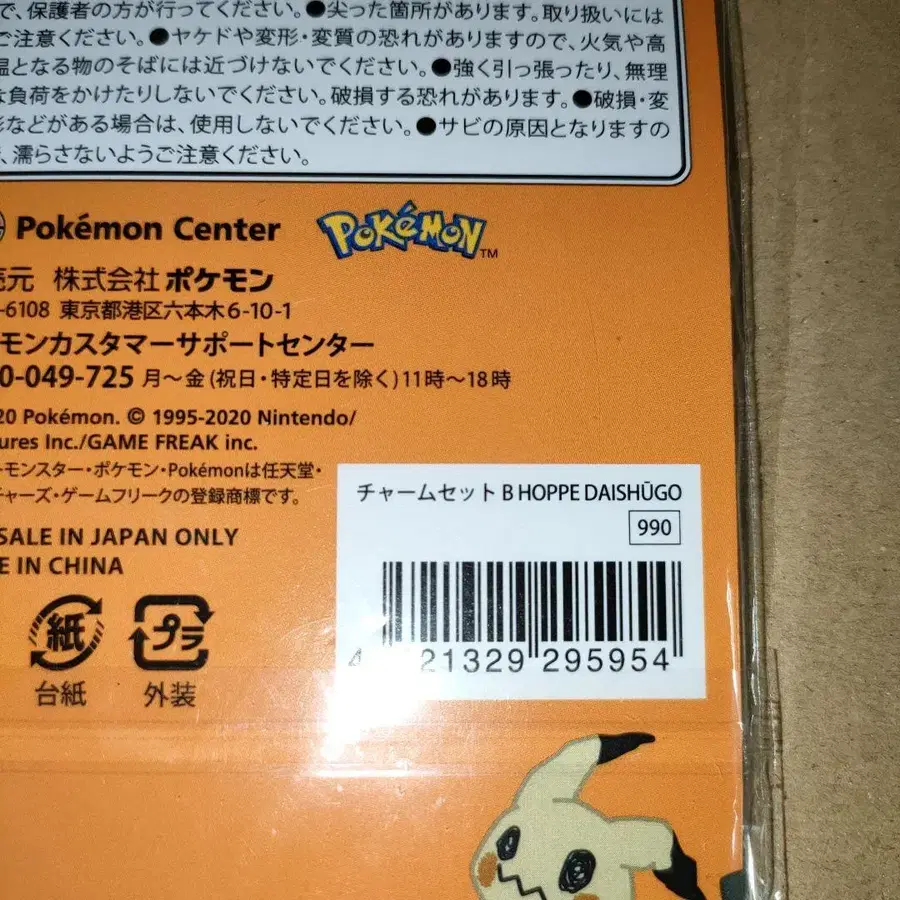 で、保護者の方が行ってください。●尖った箇所があります。取り扱いには
ご注意ください。●ヤケドや変形・変質の恐れがありますので、火気や高
温となる物のそばには近づけないでください。●強く引っ張ったり、無理
な負荷をかけたりしないでください。破損する恐れがあります。●破損・変
形などがある場合は、使用しないでください。●サビの原因となりますの
、濡らさないようご注意ください。
Pokémon Center POKéMON TM
売元 株式会社ポケモン
-6108 東京都港区六本木6-10-1
モンカスタマーサポートセンター
0-049-725 月~金(祝日・特定日を除く)11時~18時
20 Pokémon. © 1995-2020 Nintendo/
ures Inc./GAME FREAK inc.
モンスター・ポケモン・Pokémonは任天堂・
チャーズ・ゲームフリークの登録商標です。
SALE IN JAPAN ONLY
E IN CHINA
チャームセット B HOPPE DAISHŪGO
990
4 21329 295954
紙 プラ
台紙 外装